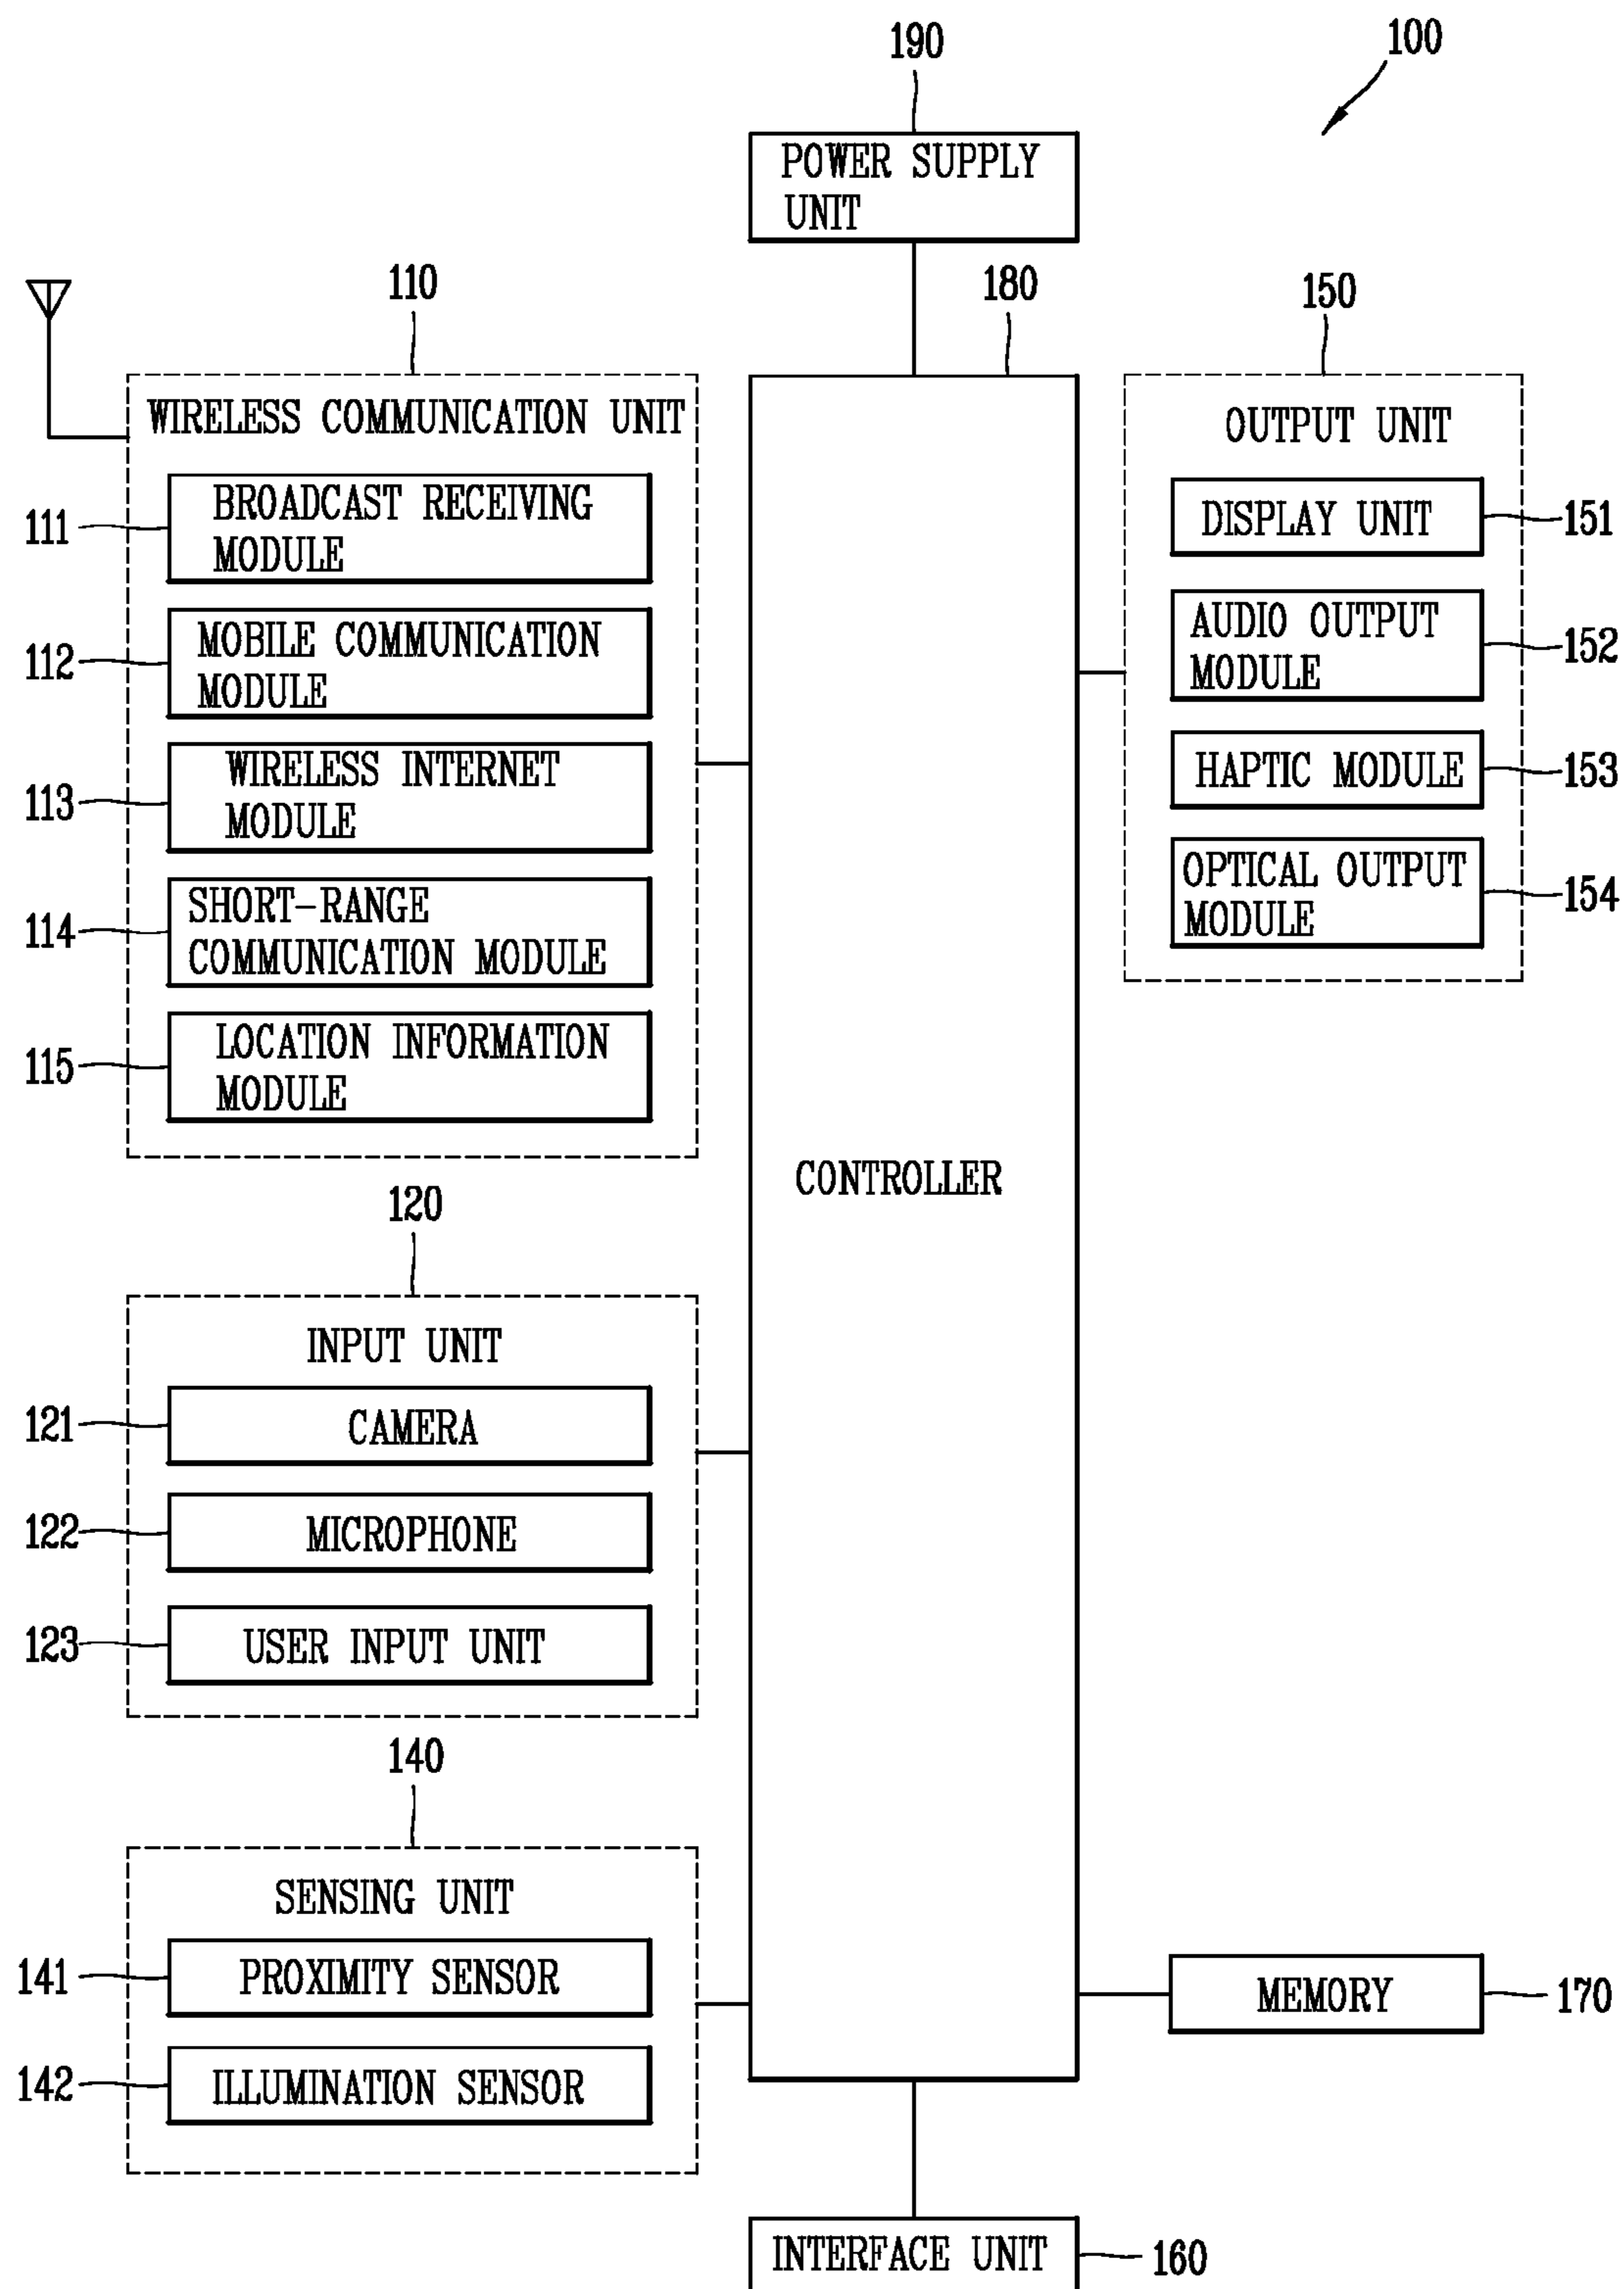 190
100
POWER SUPPLY
UNIT
110
180
150
WIRELESS COMMUNICATION UNIT
111
BROADCAST RECEIVING
MODULE
112
MOBILE COMMUNICATION
MODULE
113
WIRELESS INTERNET
MODULE
114
SHORT-RANGE
COMMUNICATION MODULE
115
LOCATION INFORMATION
MODULE
OUTPUT UNIT
DISPLAY UNIT
151
AUDIO OUTPUT
MODULE
152
HAPTIC MODULE
153
OPTICAL OUTPUT
MODULE
154
CONTROLLER
120
INPUT UNIT
121
CAMERA
122
MICROPHONE
123
USER INPUT UNIT
140
SENSING UNIT
141
PROXIMITY SENSOR
142
ILLUMINATION SENSOR
MEMORY
170
INTERFACE UNIT
160